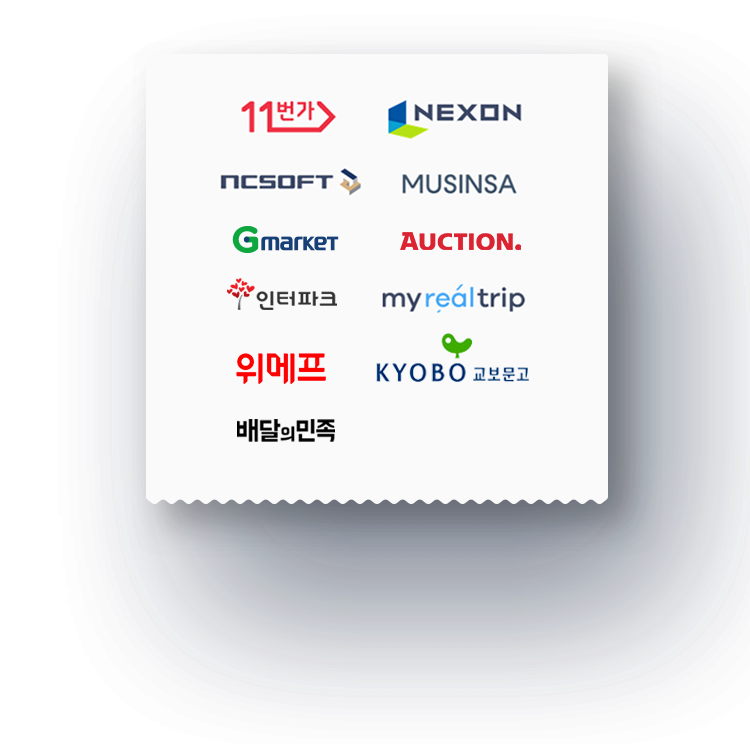 11번가 NEXON
NCSOFT MUSINSA
Gmarket AUCTION.
인터파크 myrealtrip
위메프 KYOBO 교보문고
배달의민족